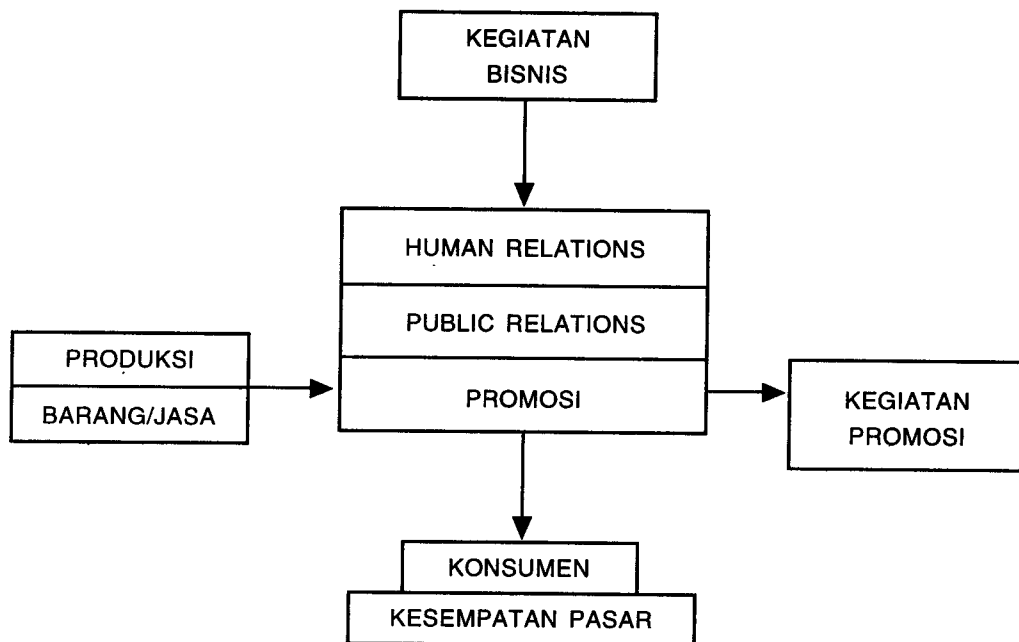 KEGIATAN
BISNIS
HUMAN RELATIONS
PUBLIC RELATIONS
PROMOSI
PRODUKSI
BARANG/JASA
KEGIATAN
PROMOSI
KONSUMEN
KESEMPATAN PASAR